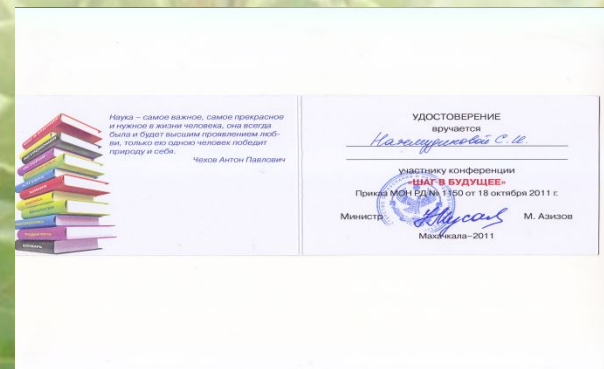 Наука – самое важное, самое прекрасное
и нужное в жизни человека, она всегда
была и будет высшим проявлением люб-
ви, только ею одною человек победит
природу и себя.
Чехов Антон Павлович
УДОСТОВЕРЕНИЕ
вручается
С.И.
участнику конференции
«ШАГ В БУДУЩЕЕ»
Приказ МОН РД № 1150 от 18 октября 2011 г.
Министр М. Азизов
Махачкала–2011